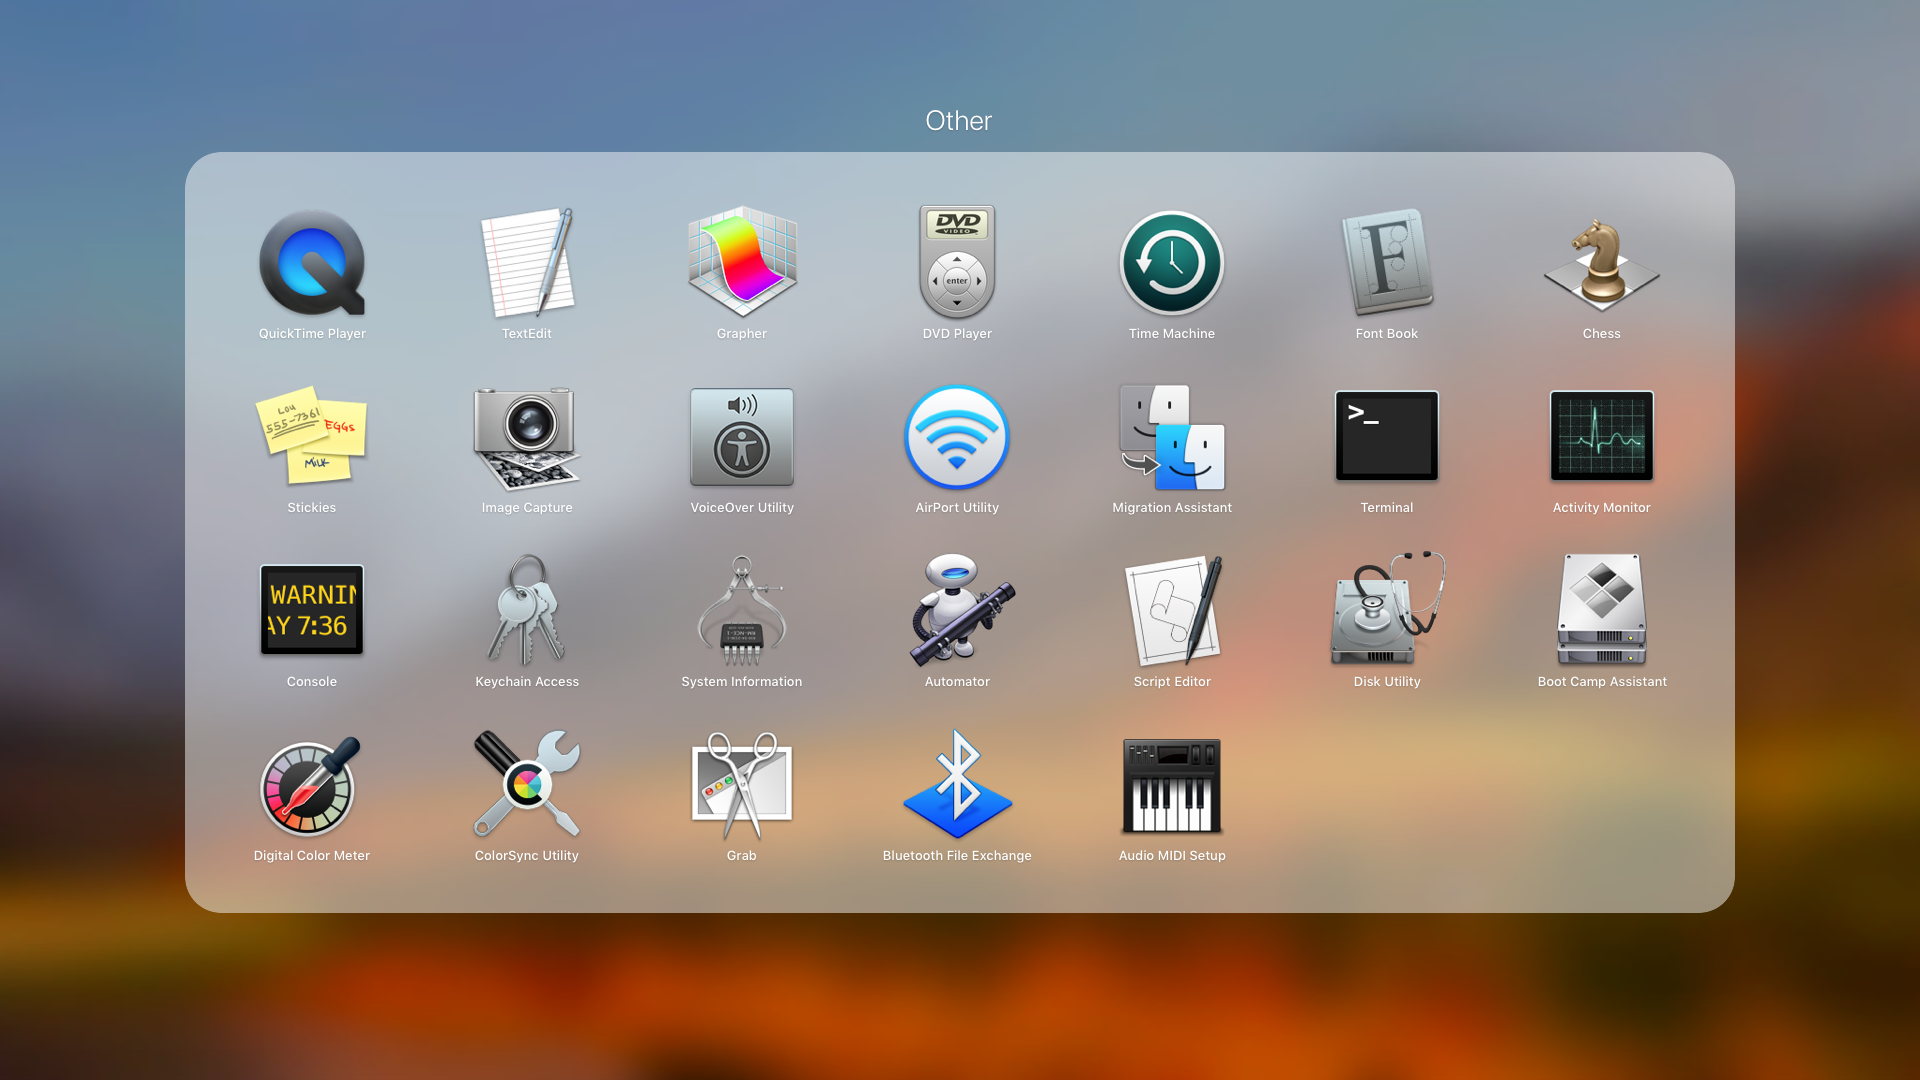 Other
DVD
VIDEO
enter
F
QuickTime Player
TextEdit
Grapher
DVD Player
Time Machine
Font Book
Chess
Lou
555-7361
EGGS
MILK
>_
Stickies
Image Capture
VoiceOver Utility
AirPort Utility
Migration Assistant
Terminal
Activity Monitor
WARNIN
AY 7:36
Console
Keychain Access
System Information
Automator
Script Editor
Disk Utility
Boot Camp Assistant
Digital Color Meter
ColorSync Utility
Grab
Bluetooth File Exchange
Audio MIDI Setup